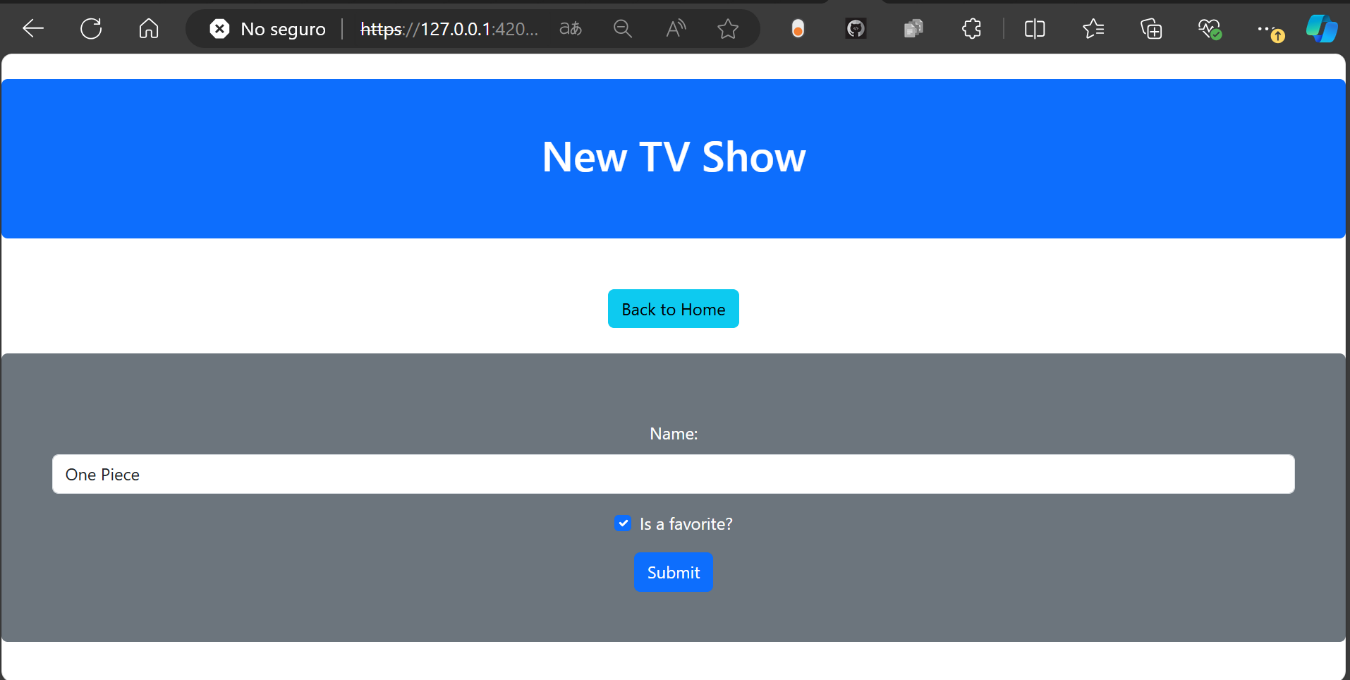 No seguro https://127.0.0.1:420...
New TV Show
Back to Home
Name:
One Piece
Is a favorite?
Submit